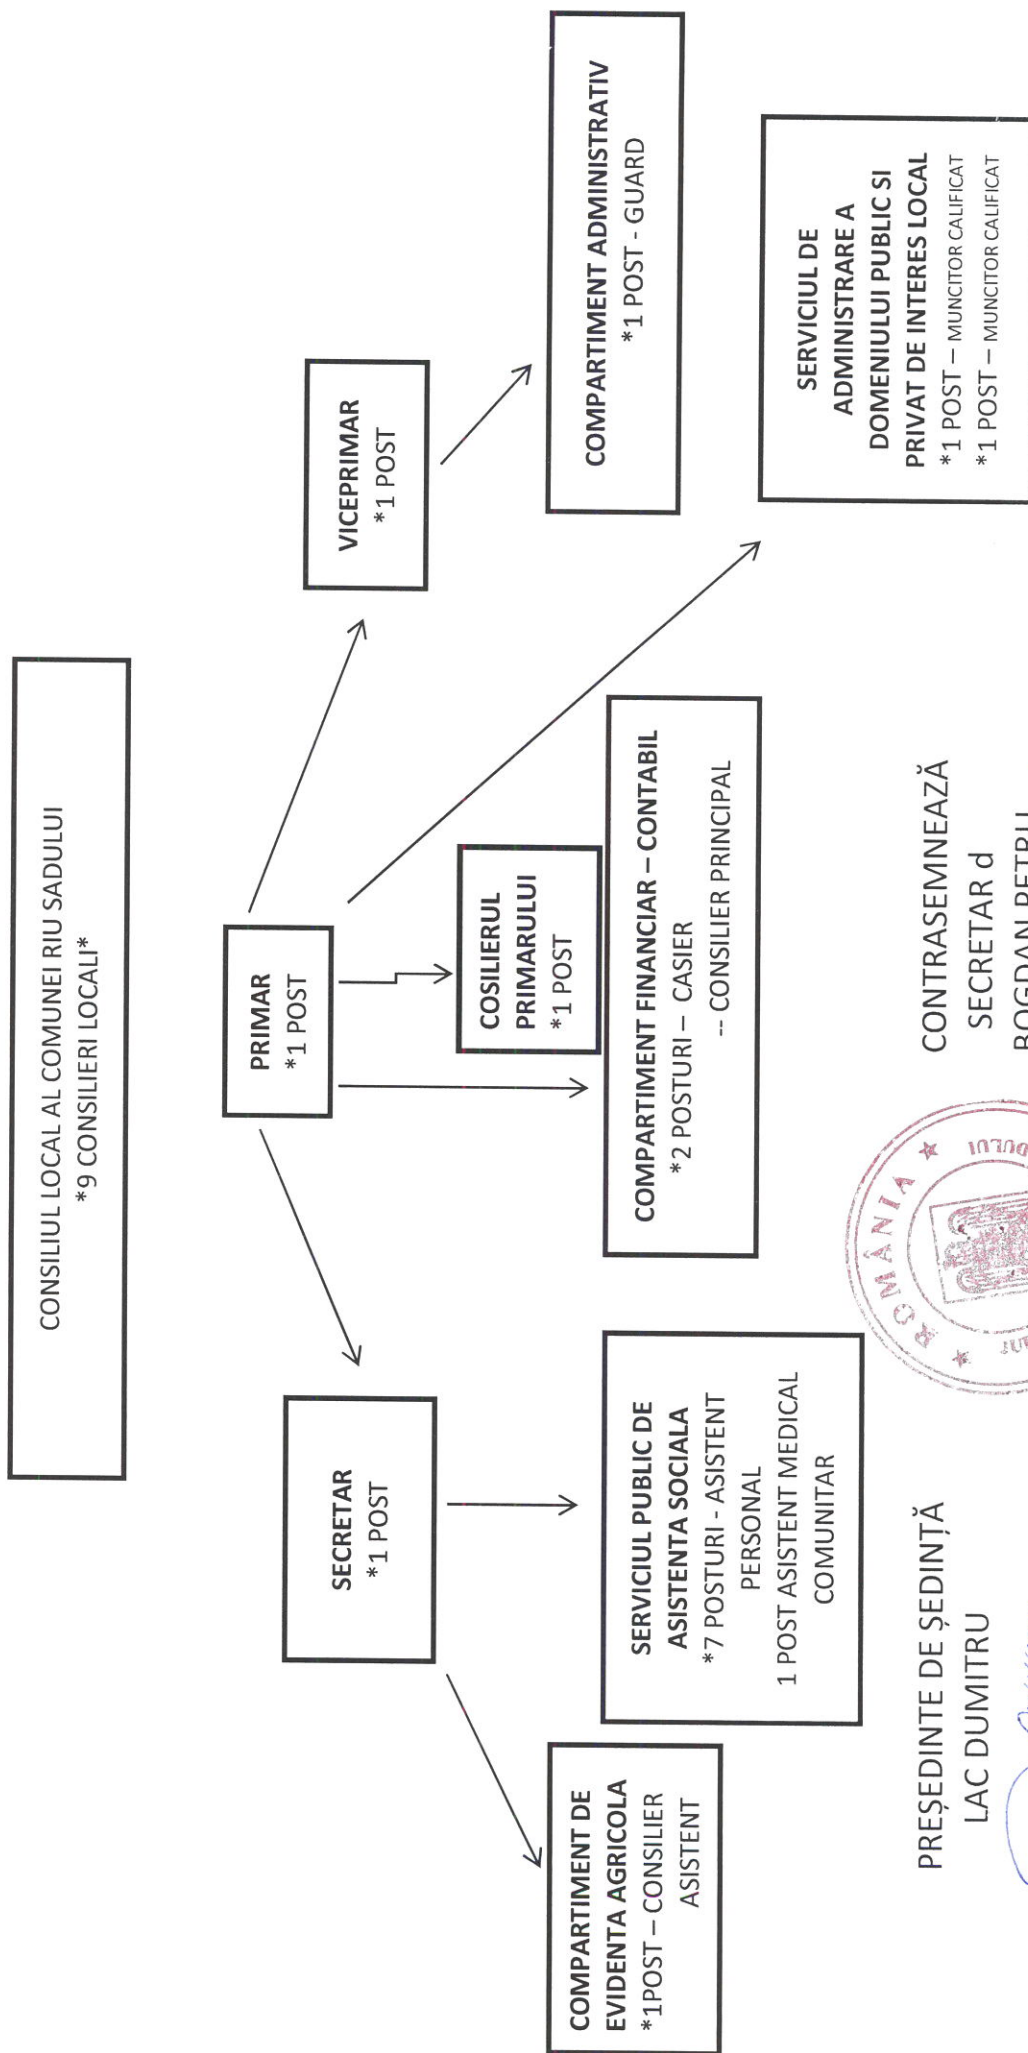 CONSILIUL LOCAL AL COMUNEI RIU SADULUI
*9 CONSILIERI LOCALI*
PRIMAR
*1 POST
VICEPRIMAR
*1 POST
SECRETAR
*1 POST
COSILIERUL
PRIMARULUI
*1 POST
COMPARTIMENT ADMINISTRATIV
*1 POST - GUARD
COMPARTIMENT DE
EVIDENTA AGRICOLA
*1POST – CONSILIER
ASISTENT
SERVICIUL PUBLIC DE
ASISTENTA SOCIALA
*7 POSTURI - ASISTENT
PERSONAL
1 POST ASISTENT MEDICAL
COMUNITAR
COMPARTIMENT FINANCIAR – CONTABIL
*2 POSTURI – CASIER
-- CONSILIER PRINCIPAL
SERVICIUL DE
ADMINISTRARE A
DOMENIULUI PUBLIC SI
PRIVAT DE INTERES LOCAL
*1 POST – MUNCITOR CALIFICAT
*1 POST – MUNCITOR CALIFICAT
PREȘEDINTE DE ȘEDINȚĂ
LAC DUMITRU
★ ROMÂNIA ★
CONTRASEMNEAZĂ
SECRETAR d
BOGDAN PETRU